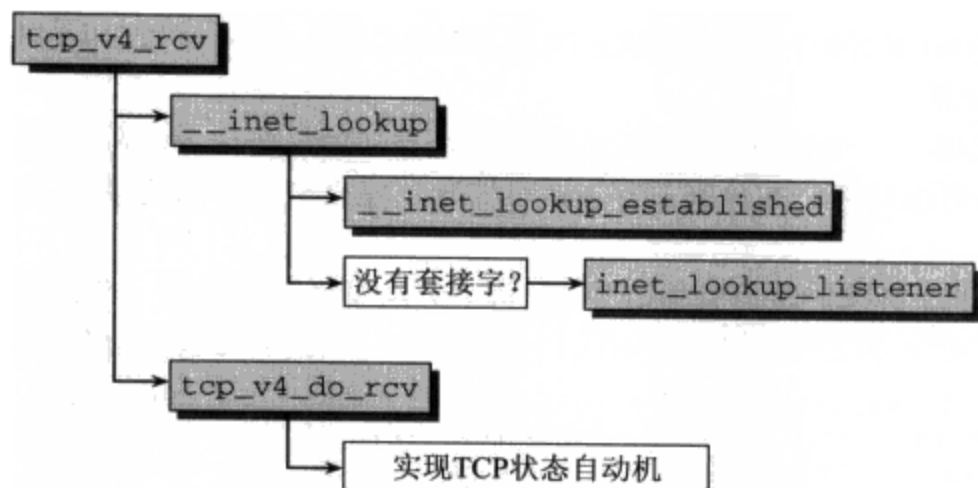 tcp_v4_rcv
__inet_lookup
__inet_lookup_established
没有套接字?
inet_lookup_listener
tcp_v4_do_rcv
实现TCP状态自动机